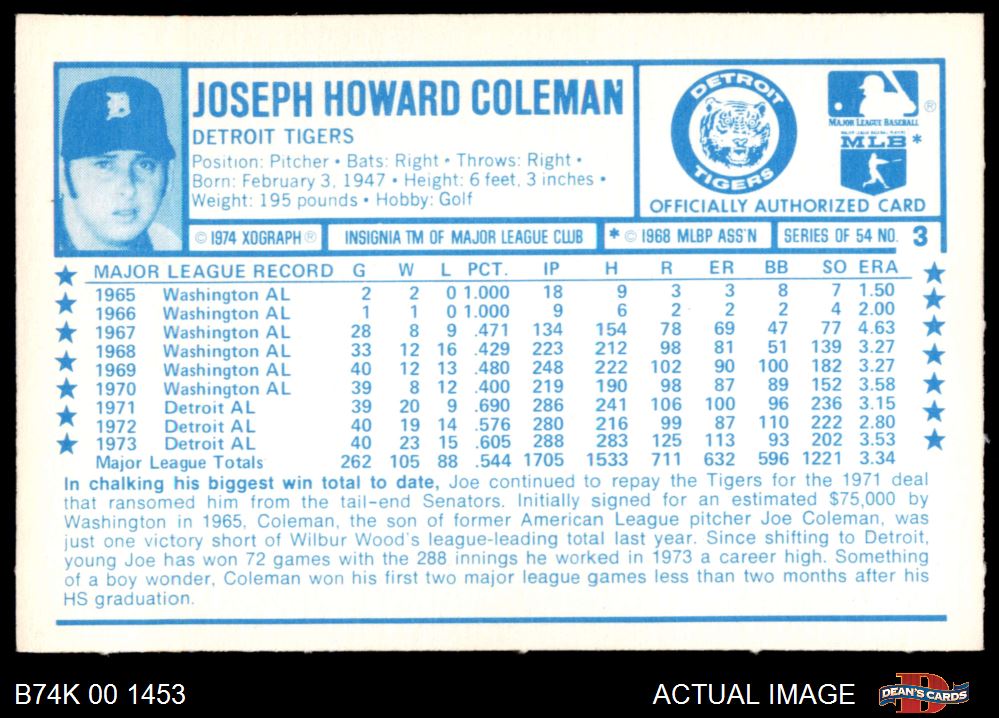 JOSEPH HOWARD COLEMAN
DETROIT TIGERS
Position: Pitcher • Bats: Right • Throws: Right •
Born: February 3, 1947 • Height: 6 feet, 3 inches •
Weight: 195 pounds • Hobby: Golf
DETROIT
TIGERS
MAJOR LEAGUE BASEBALL
®
MLB *
OFFICIALLY AUTHORIZED CARD
© 1974 XOGRAPH ® INSIGNIA TM OF MAJOR LEAGUE CLUB * © 1968 MLBP ASS'N SERIES OF 54 NO. 3
MAJOR LEAGUE RECORD G W L PCT. IP H R ER BB SO ERA
1965 Washington AL 2 2 0 1.000 18 9 3 3 8 7 1.50
1966 Washington AL 1 1 0 1.000 9 6 2 2 2 4 2.00
1967 Washington AL 28 8 9 .471 134 154 78 69 47 77 4.63
1968 Washington AL 33 12 16 .429 223 212 98 81 51 139 3.27
1969 Washington AL 40 12 13 .480 248 222 102 90 100 182 3.27
1970 Washington AL 39 8 12 .400 219 190 98 87 89 152 3.58
1971 Detroit AL 39 20 9 .690 286 241 106 100 96 236 3.15
1972 Detroit AL 40 19 14 .576 280 216 99 87 110 222 2.80
1973 Detroit AL 40 23 15 .605 288 283 125 113 93 202 3.53
Major League Totals 262 105 88 .544 1705 1533 711 632 596 1221 3.34
In chalking his biggest win total to date, Joe continued to repay the Tigers for the 1971 deal
that ransomed him from the tail-end Senators. Initially signed for an estimated $75,000 by
Washington in 1965, Coleman, the son of former American League pitcher Joe Coleman, was
just one victory short of Wilbur Wood's league-leading total last year. Since shifting to Detroit,
young Joe has won 72 games with the 288 innings he worked in 1973 a career high. Something
of a boy wonder, Coleman won his first two major league games less than two months after his
HS graduation.
B74K 00 1453
ACTUAL IMAGE
DEAN'S CARDS